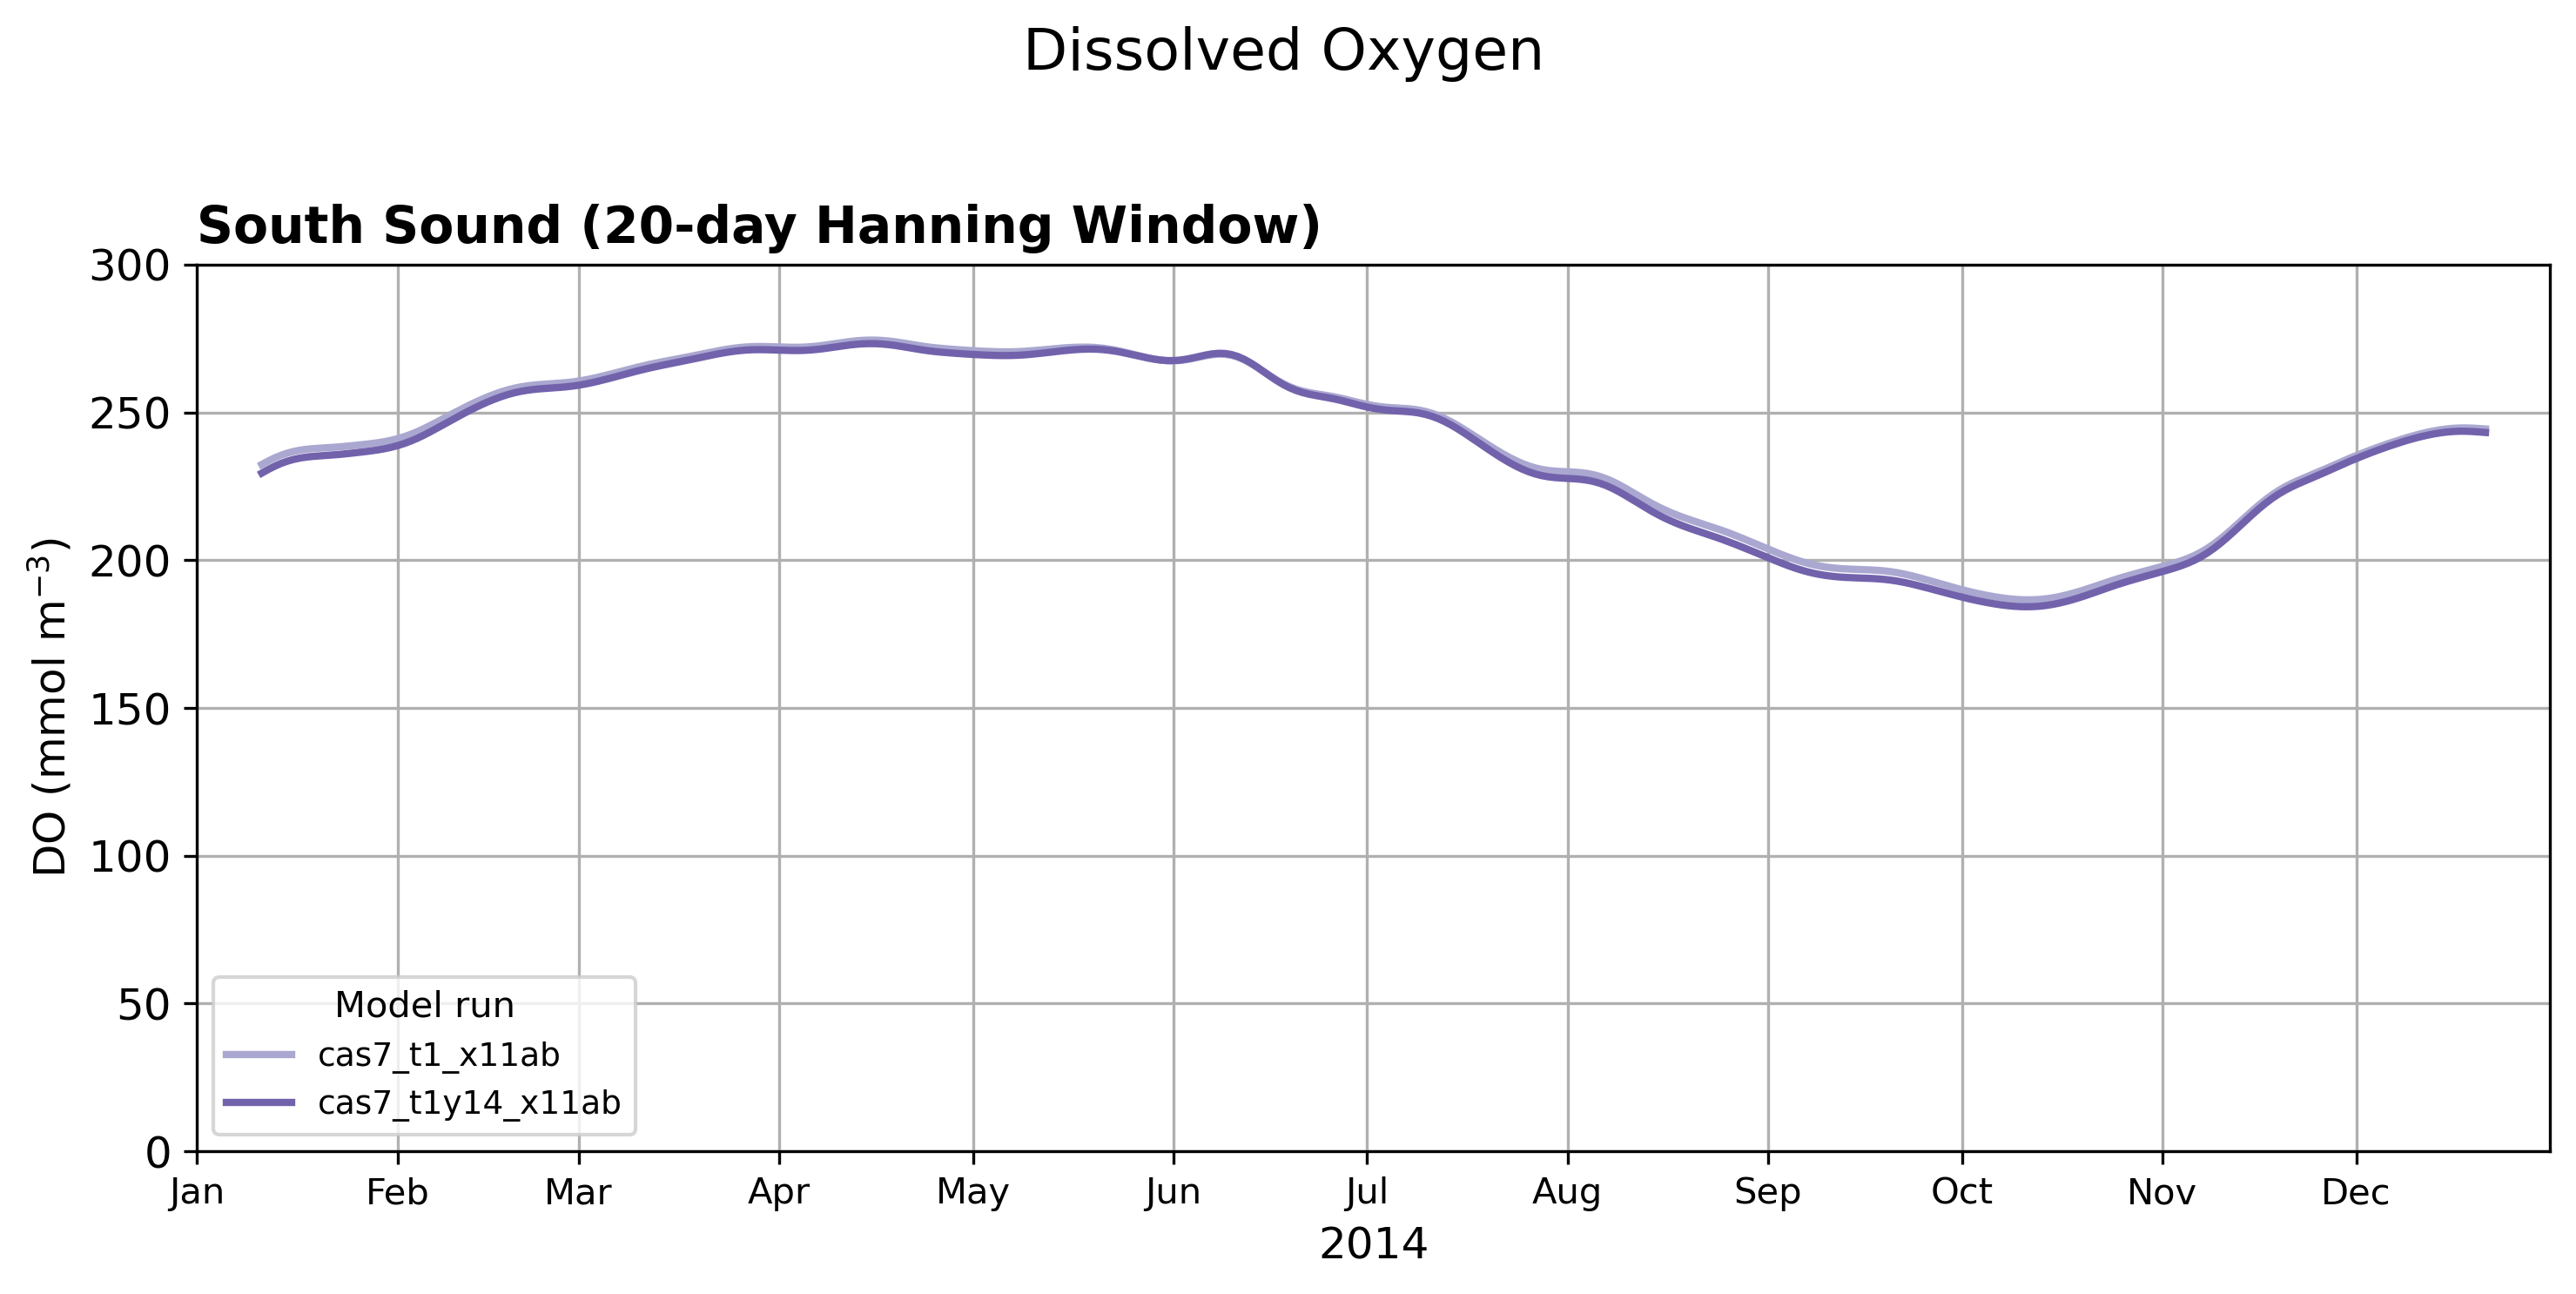 Dissolved Oxygen
South Sound (20-day Hanning Window)
300
250
200
150
100
50
0
DO (mmol m⁻³)
Model run
cas7_t1_x11ab
cas7_t1y14_x11ab
Jan Feb Mar Apr May Jun Jul Aug Sep Oct Nov Dec
2014